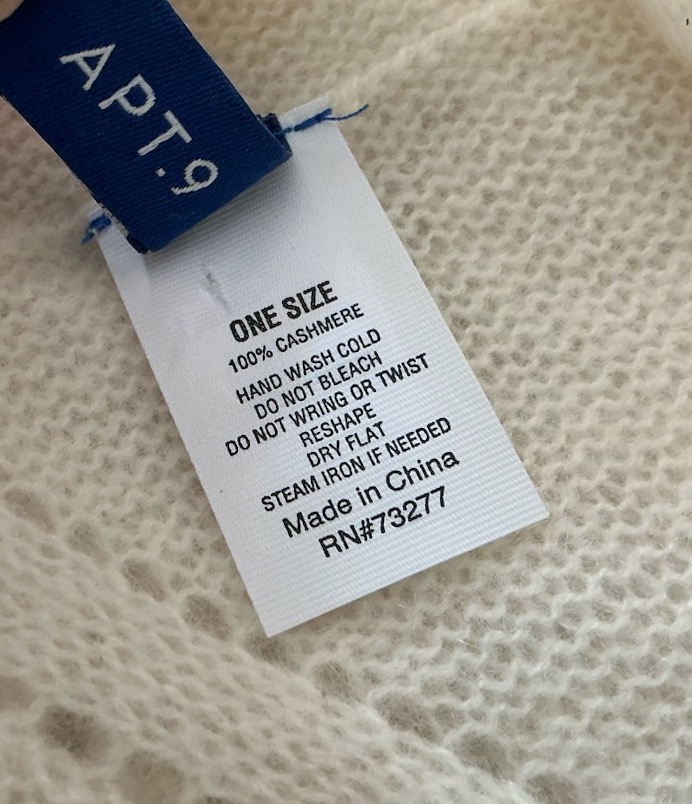 APT.9
ONE SIZE
100% CASHMERE
HAND WASH COLD
DO NOT BLEACH
DO NOT WRING OR TWIST
RESHAPE
DRY FLAT
STEAM IRON IF NEEDED
Made in China
RN#73277